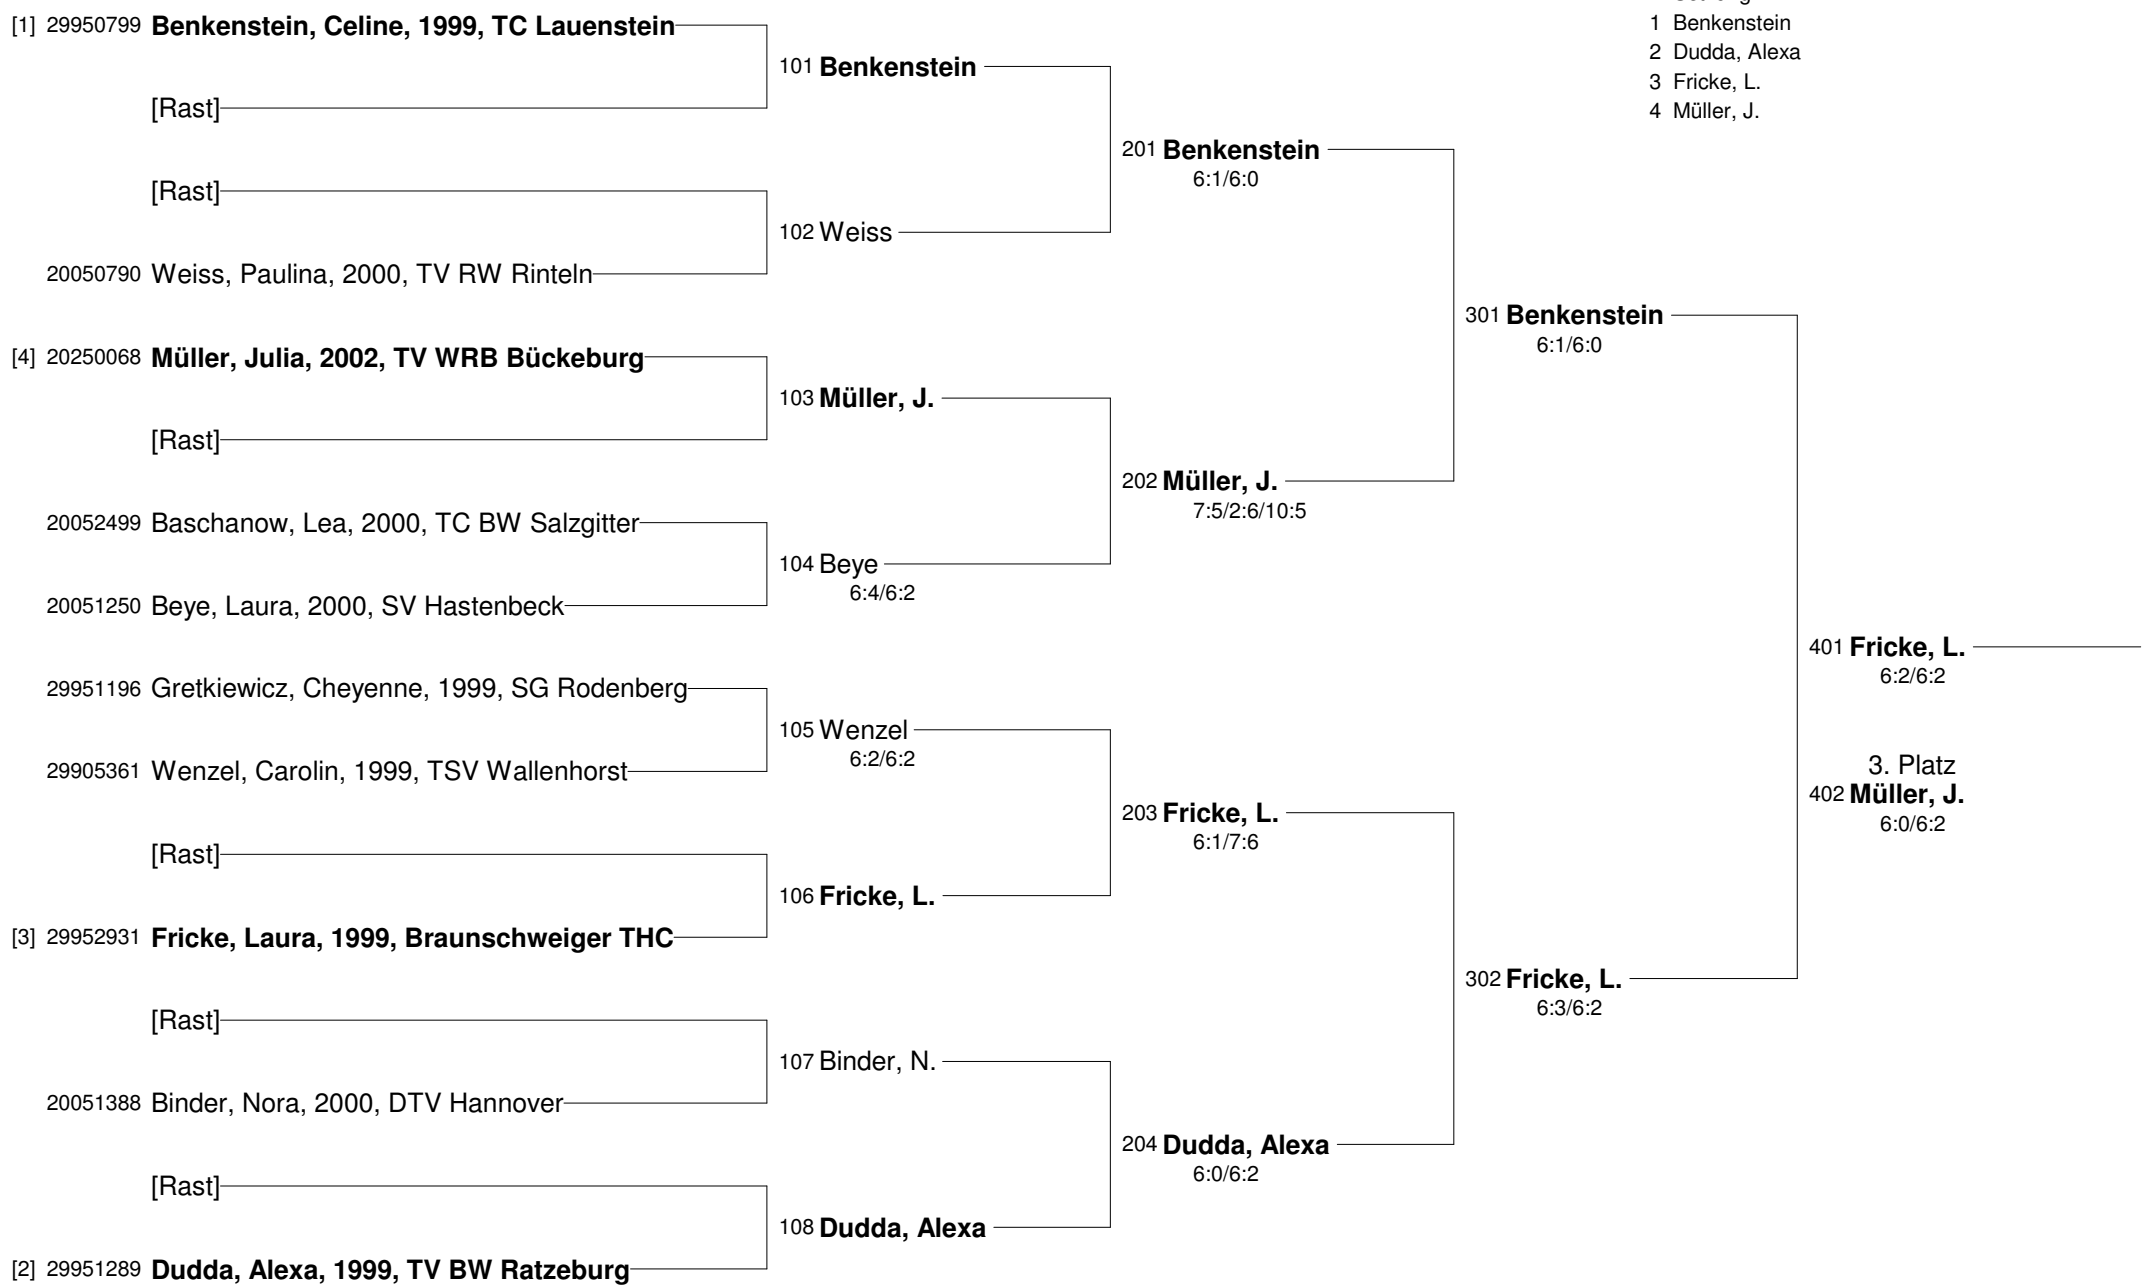 [1] 29950799 Benkenstein, Celine, 1999, TC Lauenstein
[Rast]
[Rast]
20050790 Weiss, Paulina, 2000, TV RW Rinteln
[4] 20250068 Müller, Julia, 2002, TV WRB Bückeburg
[Rast]
20052499 Baschanow, Lea, 2000, TC BW Salzgitter
20051250 Beye, Laura, 2000, SV Hastenbeck
29951196 Gretkiewicz, Cheyenne, 1999, SG Rodenberg
29905361 Wenzel, Carolin, 1999, TSV Wallenhorst
[Rast]
[3] 29952931 Fricke, Laura, 1999, Braunschweiger THC
[Rast]
20051388 Binder, Nora, 2000, DTV Hannover
[Rast]
[2] 29951289 Dudda, Alexa, 1999, TV BW Ratzeburg
101 Benkenstein
102 Weiss
103 Müller, J.
104 Beye
6:4/6:2
105 Wenzel
6:2/6:2
106 Fricke, L.
107 Binder, N.
108 Dudda, Alexa
201 Benkenstein
6:1/6:0
202 Müller, J.
7:5/2:6/10:5
203 Fricke, L.
6:1/7:6
204 Dudda, Alexa
6:0/6:2
301 Benkenstein
6:1/6:0
302 Fricke, L.
6:3/6:2
401 Fricke, L.
6:2/6:2
3. Platz
402 Müller, J.
6:0/6:2
1 Benkenstein
2 Dudda, Alexa
3 Fricke, L.
4 Müller, J.